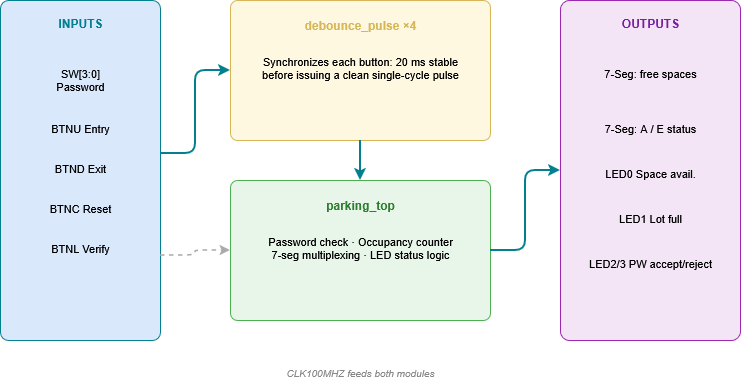 INPUTS
SW[3:0]
Password
BTNU Entry
BTND Exit
BTNC Reset
BTNL Verify
debounce_pulse ×4
Synchronizes each button: 20 ms stable
before issuing a clean single-cycle pulse
parking_top
Password check · Occupancy counter
7-seg multiplexing · LED status logic
OUTPUTS
7-Seg: free spaces
7-Seg: A / E status
LED0 Space avail.
LED1 Lot full
LED2/3 PW accept/reject
CLK100MHZ feeds both modules